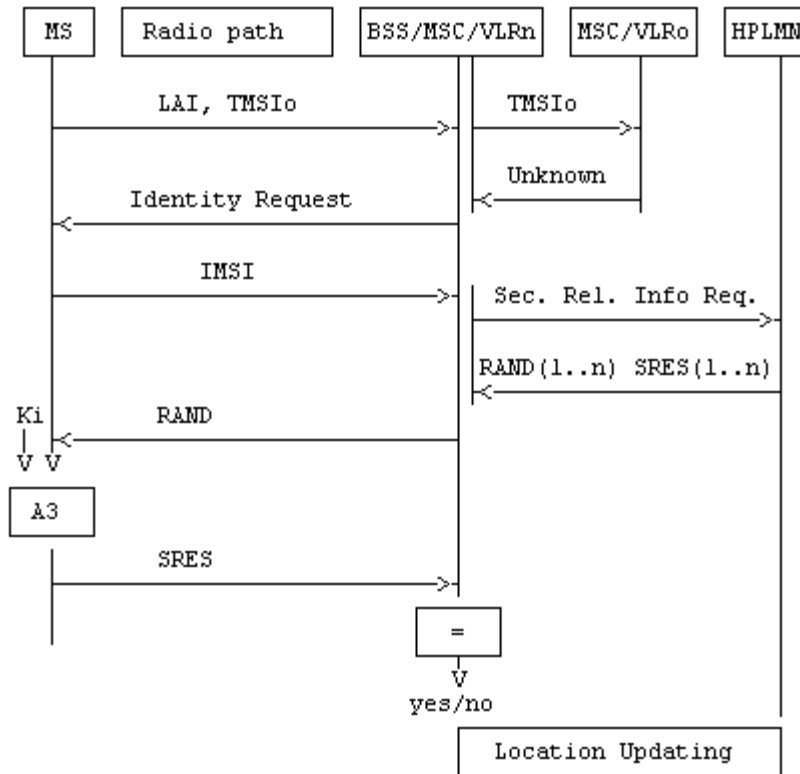 MS
Radio path
BSS/MSC/VLRn
MSC/VLRo
HPLMN
LAI, TMSIo
TMSIo
Unknown
Identity Request
IMSI
Sec. Rel. Info Req.
RAND(1..n) SRES(1..n)
Ki
RAND
V V
A3
SRES
=
V
yes/no
Location Updating